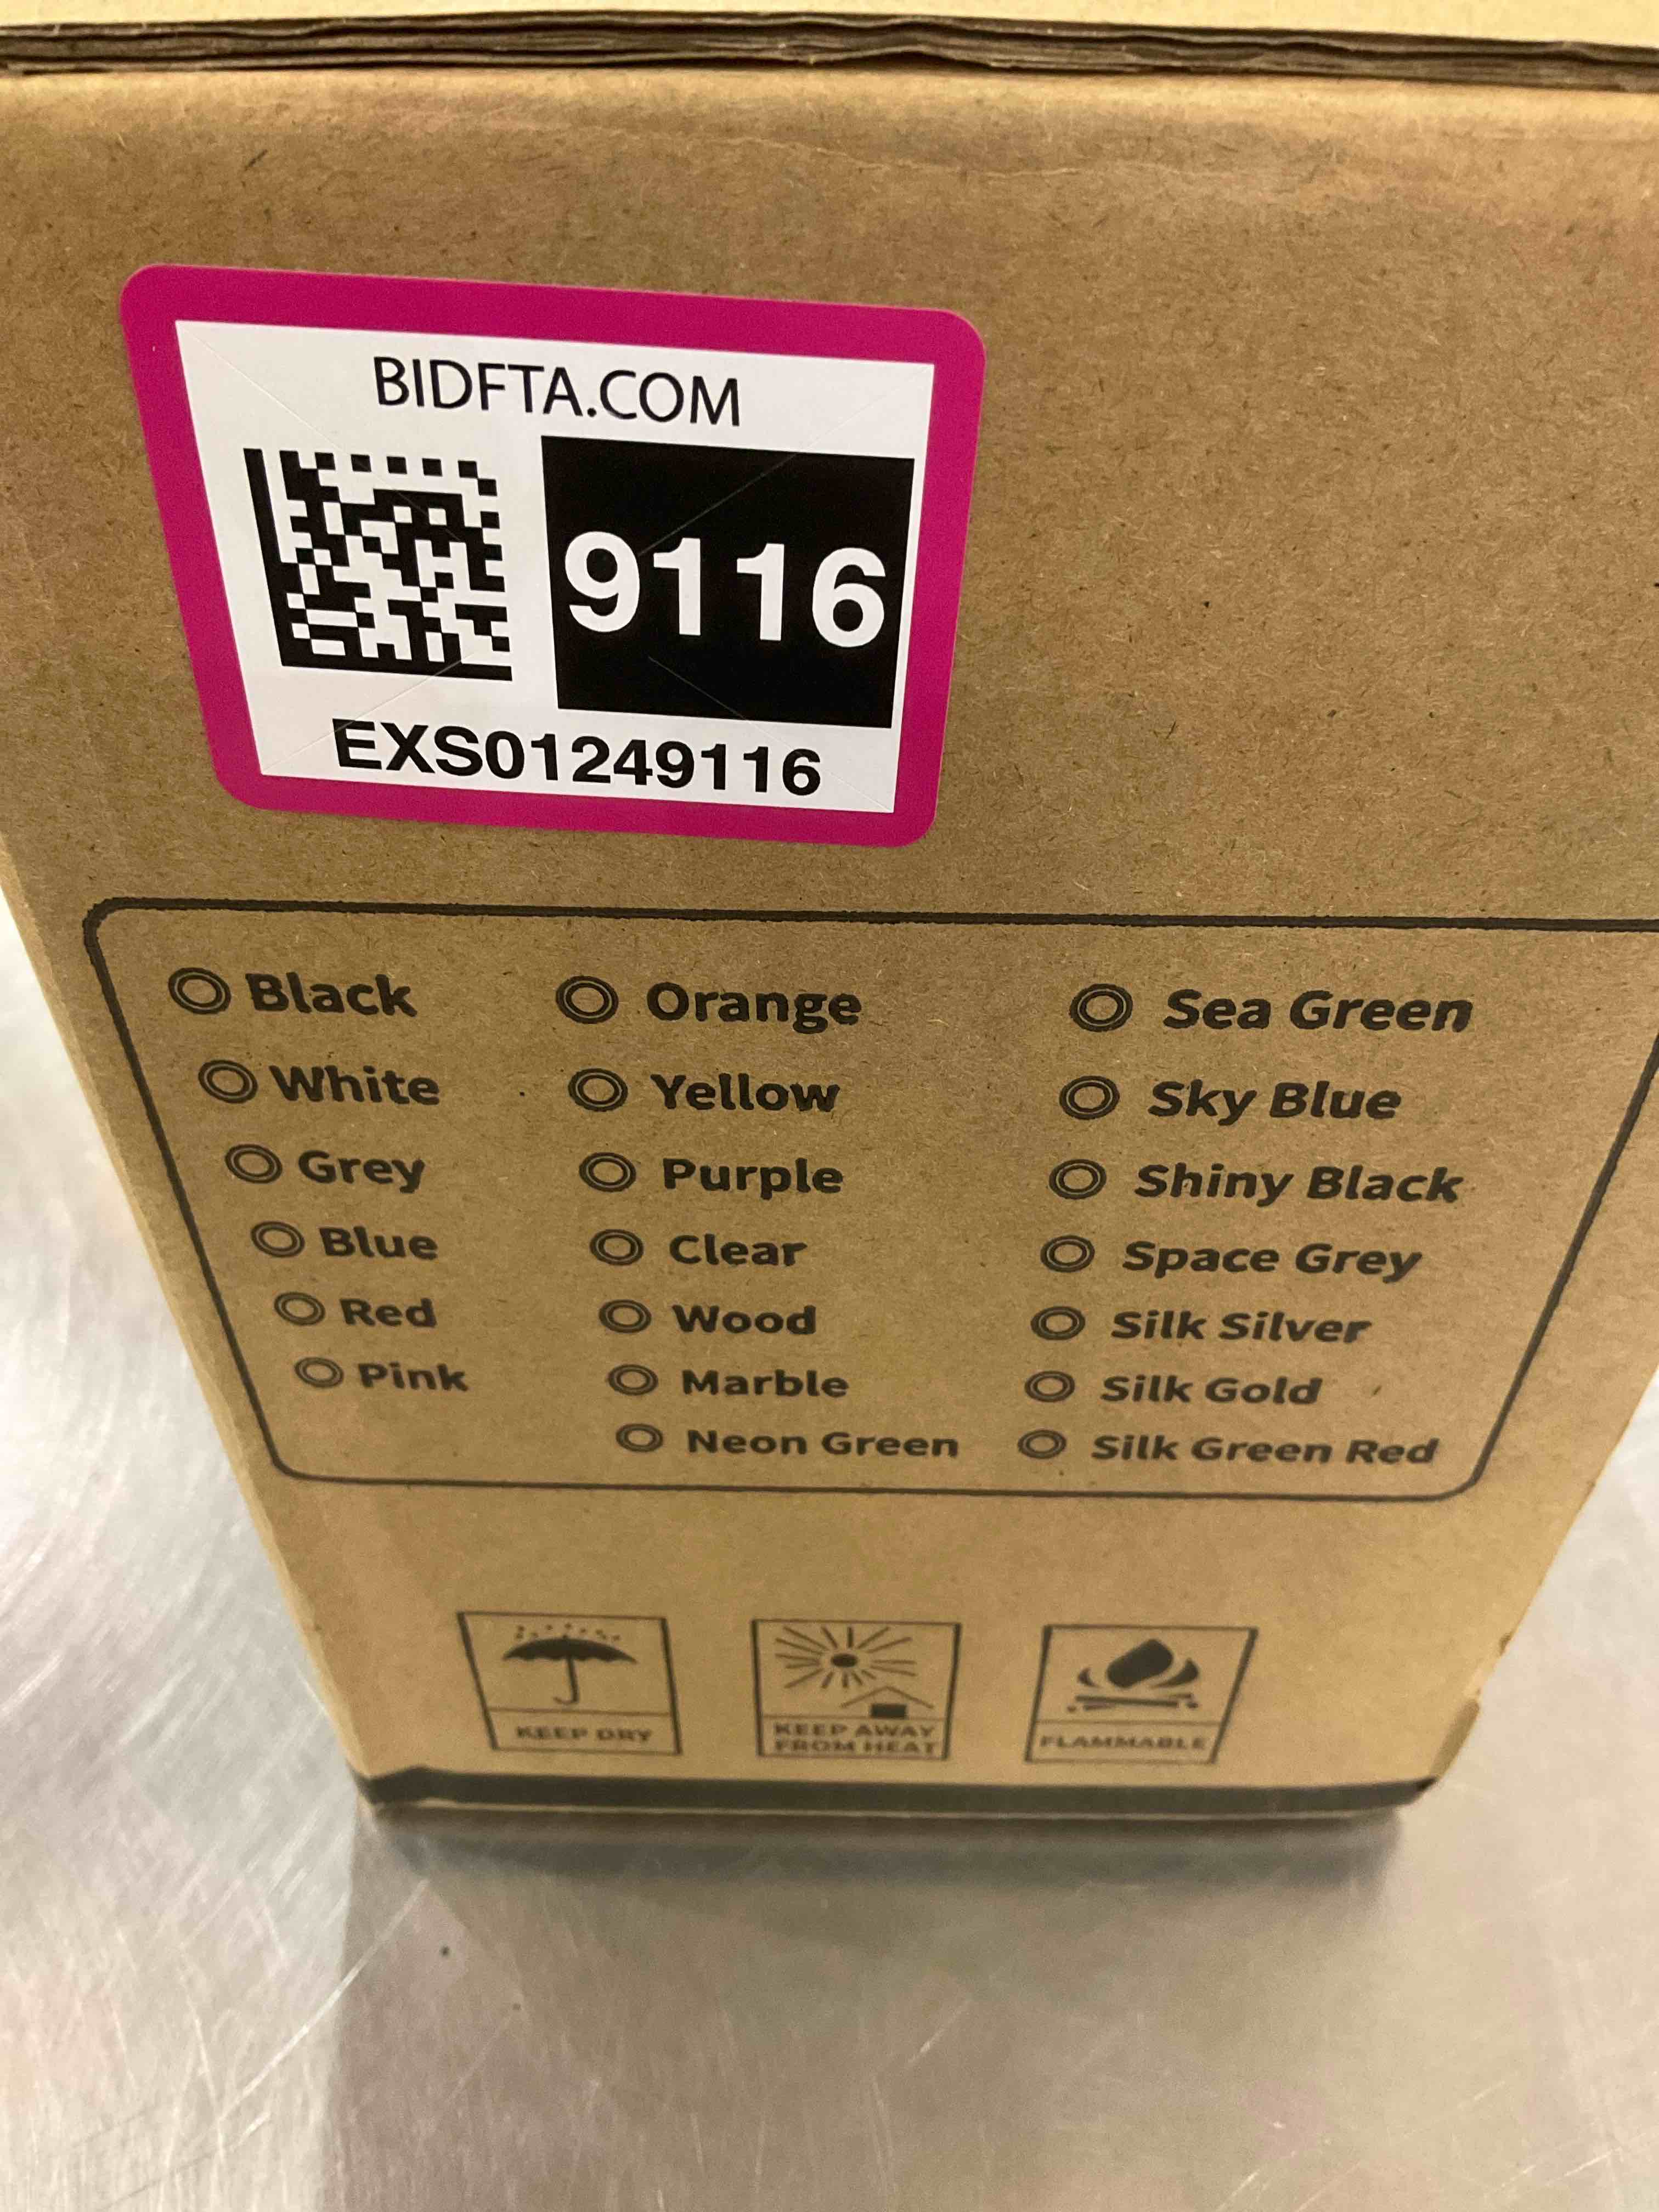 BIDFTA.COM
9116
EXS01249116
Black
Orange
Sea Green
White
Yellow
Sky Blue
Grey
Purple
Shiny Black
Blue
Clear
Space Grey
Red
Wood
Silk Silver
Pink
Marble
Silk Gold
Neon Green
Silk Green Red
KEEP DRY
KEEP AWAY
FROM HEAT
FLAMMABLE